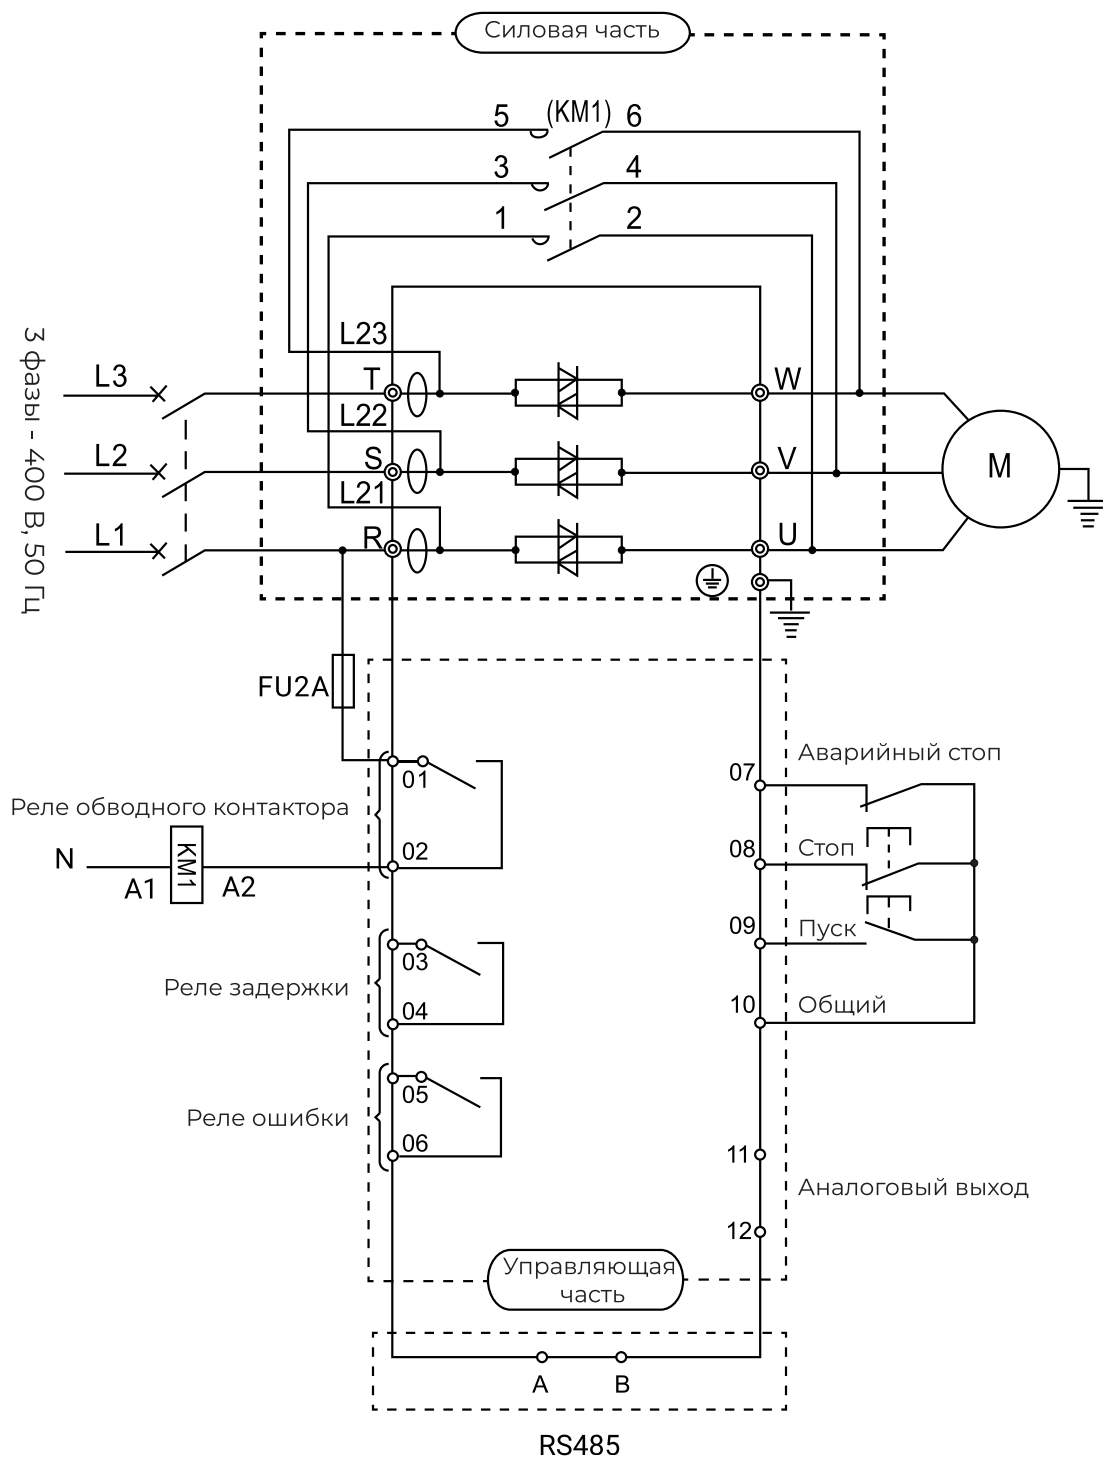 Силовая часть
5 (KM1) 6
3 4
1 2
3 фазы - 400 В, 50 Гц
L23
L3 T W
L22
L2 S V M
L21
L1 R U
FU2A
01
Реле обводного контактора
N KM1 02
A1 A2
03
Реле задержки
04
05
Реле ошибки
06
07 Аварийный стоп
08 Стоп
09 Пуск
10 Общий
11
Аналоговый выход
12
Управляющая
часть
A B
RS485